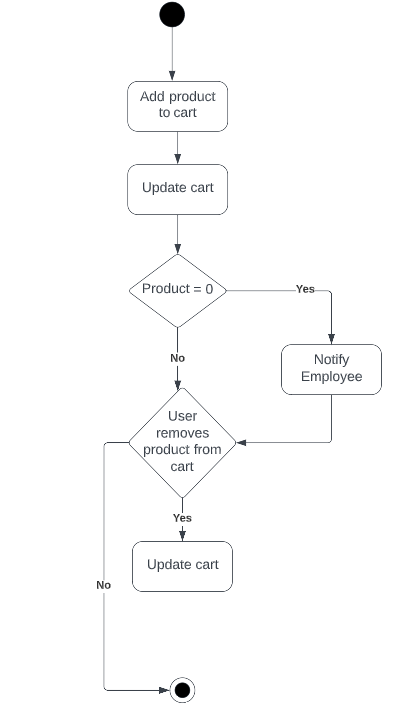 Add product
to cart
Update cart
Product = 0
Yes
No
Notify
Employee
User
removes
product from
cart
Yes
Update cart
No